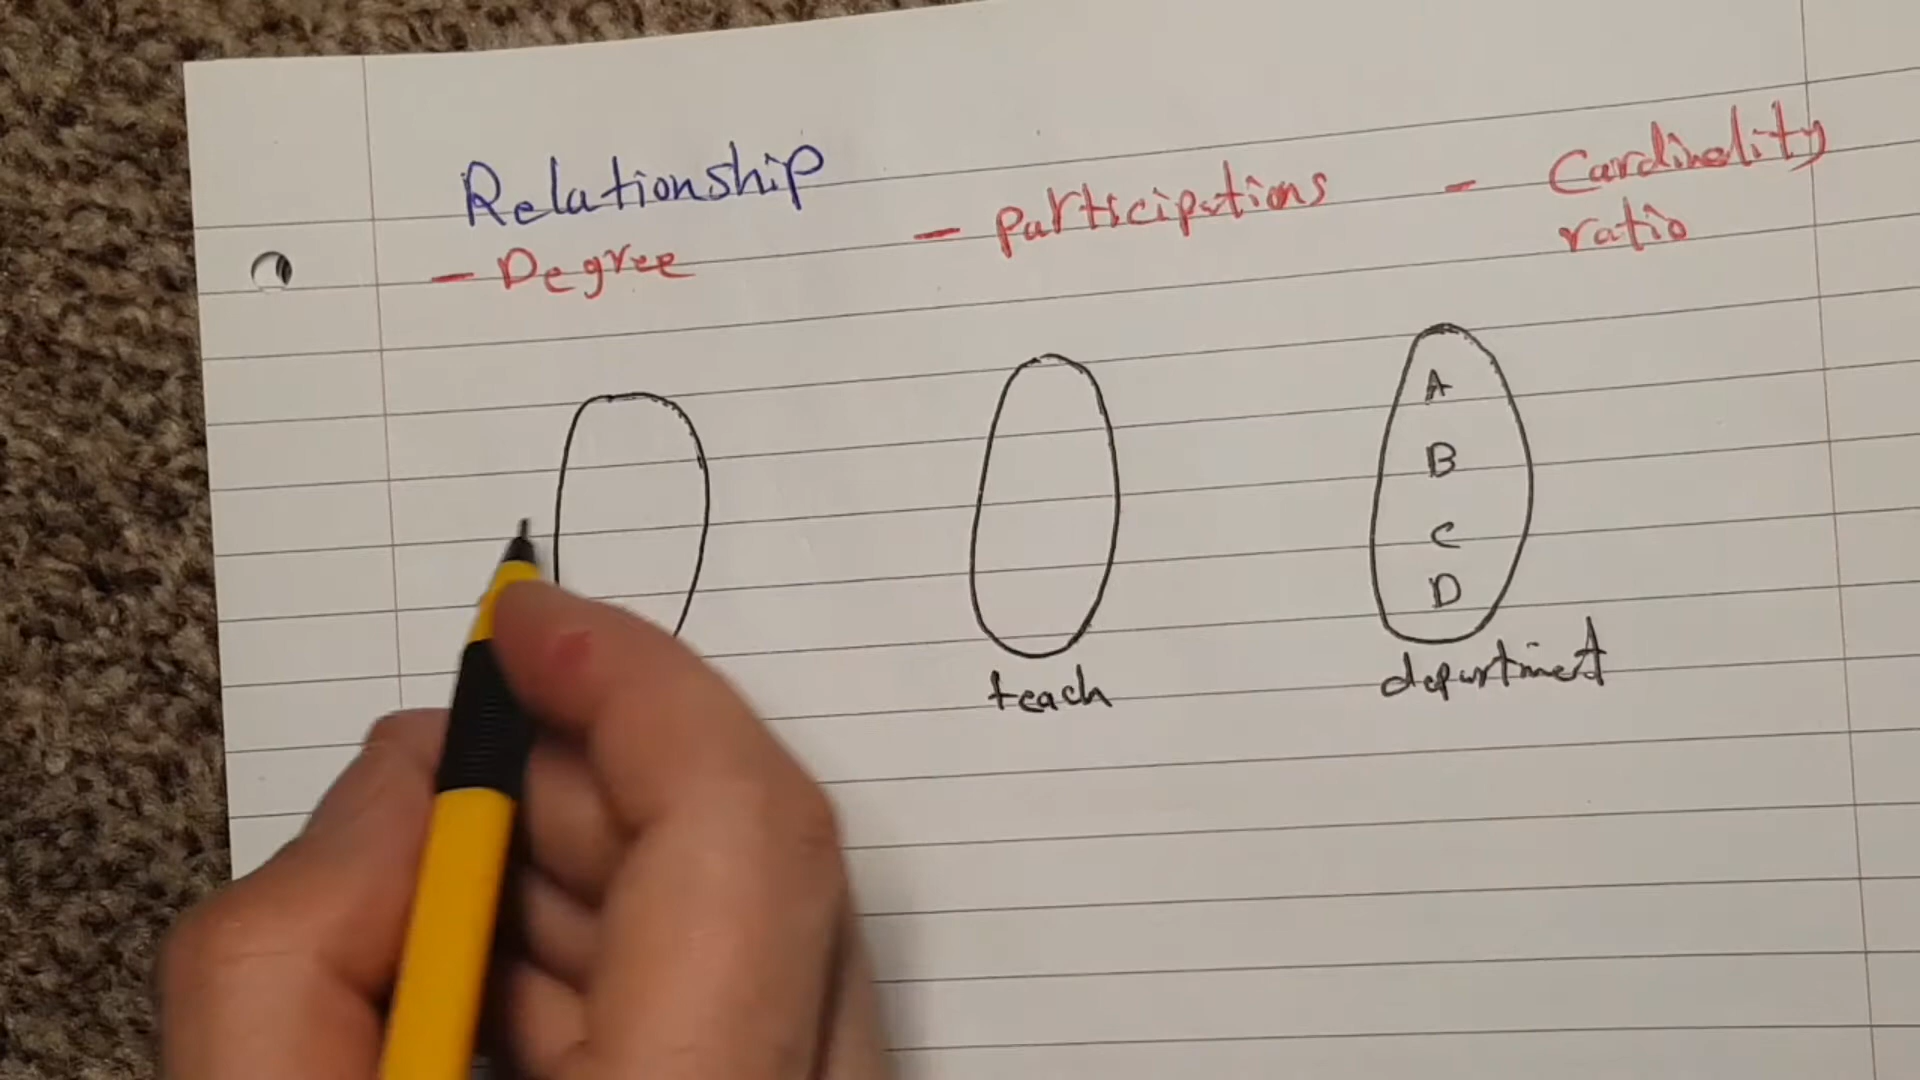 Relationship
- Degree
- participations
- Cardinality
ratio
A
B
C
D
teach
department